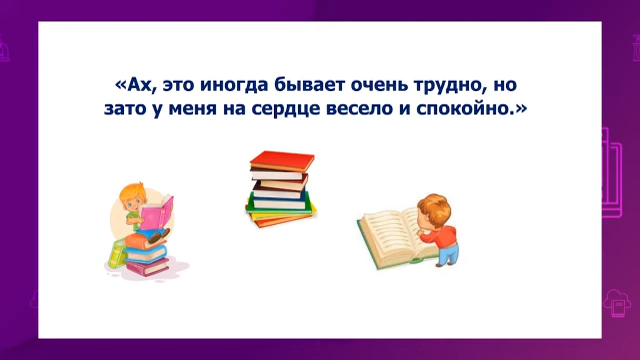 «Ах, это иногда бывает очень трудно, но
зато у меня на сердце весело и спокойно.»